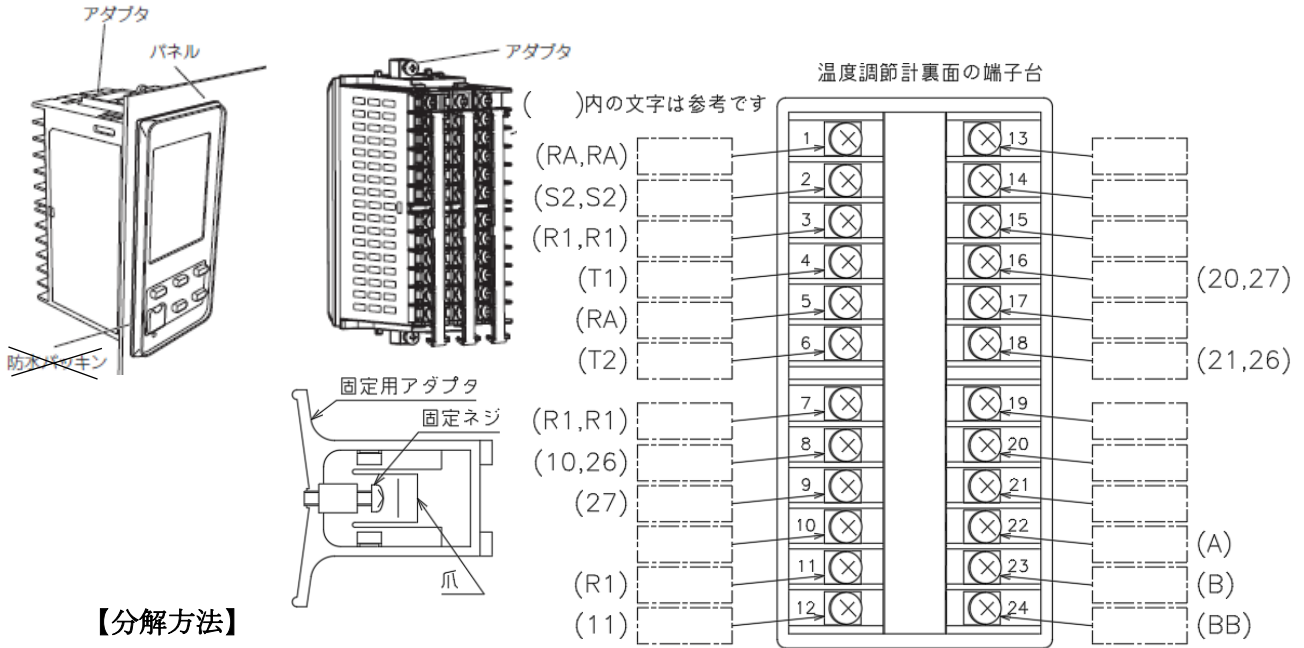 アダプタ
パネル
防水パッキン
アダプタ
固定用アダプタ
固定ネジ
爪
【分解方法】
温度調節計裏面の端子台
(　　)内の文字は参考です
(RA,RA) 1
(S2,S2) 2
(R1,R1) 3
(T1) 4
(RA) 5
(T2) 6
(R1,R1) 7
(10,26) 8
(27) 9
10
(R1) 11
(11) 12
13
14
15
16 (20,27)
17
18 (21,26)
19
20
21
22 (A)
23 (B)
24 (BB)